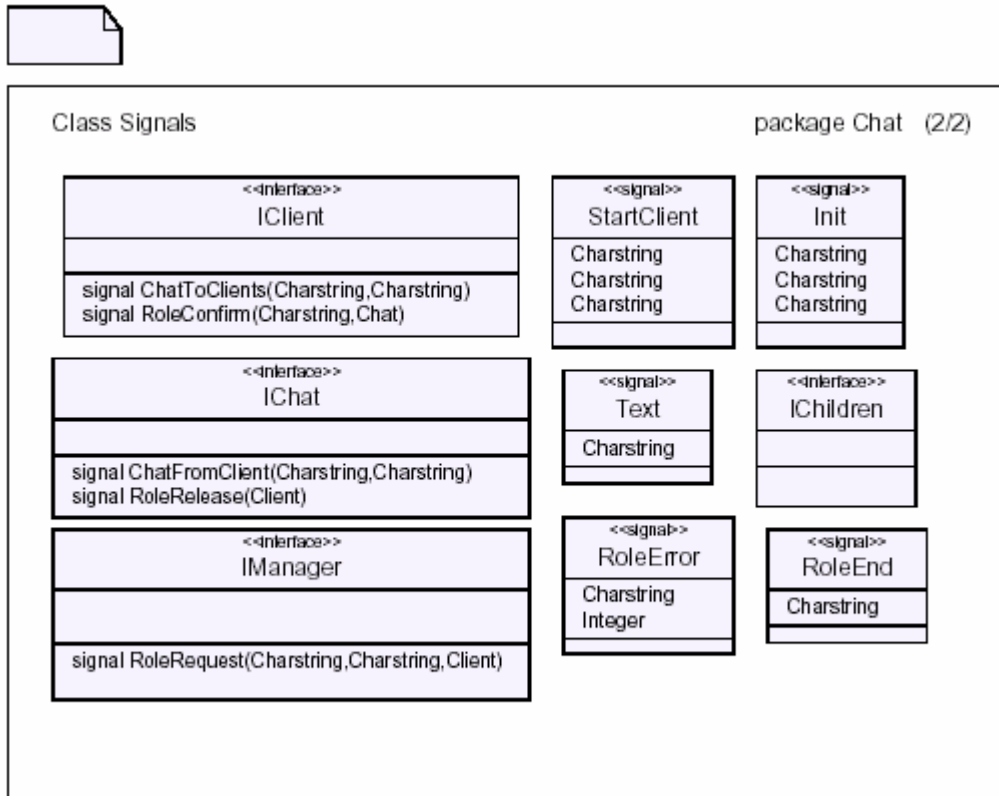 Class Signals
package Chat (2/2)
<<interface>>
IClient
signal ChatToClients(Charstring,Charstring)
signal RoleConfirm(Charstring,Chat)
<<signal>>
StartClient
Charstring
Charstring
Charstring
<<signal>>
Init
Charstring
Charstring
Charstring
<<interface>>
IChat
signal ChatFromClient(Charstring,Charstring)
signal RoleRelease(Client)
<<signal>>
Text
Charstring
<<interface>>
IChildren
<<interface>>
IManager
signal RoleRequest(Charstring,Charstring,Client)
<<signal>>
RoleError
Charstring
Integer
<<signal>>
RoleEnd
Charstring